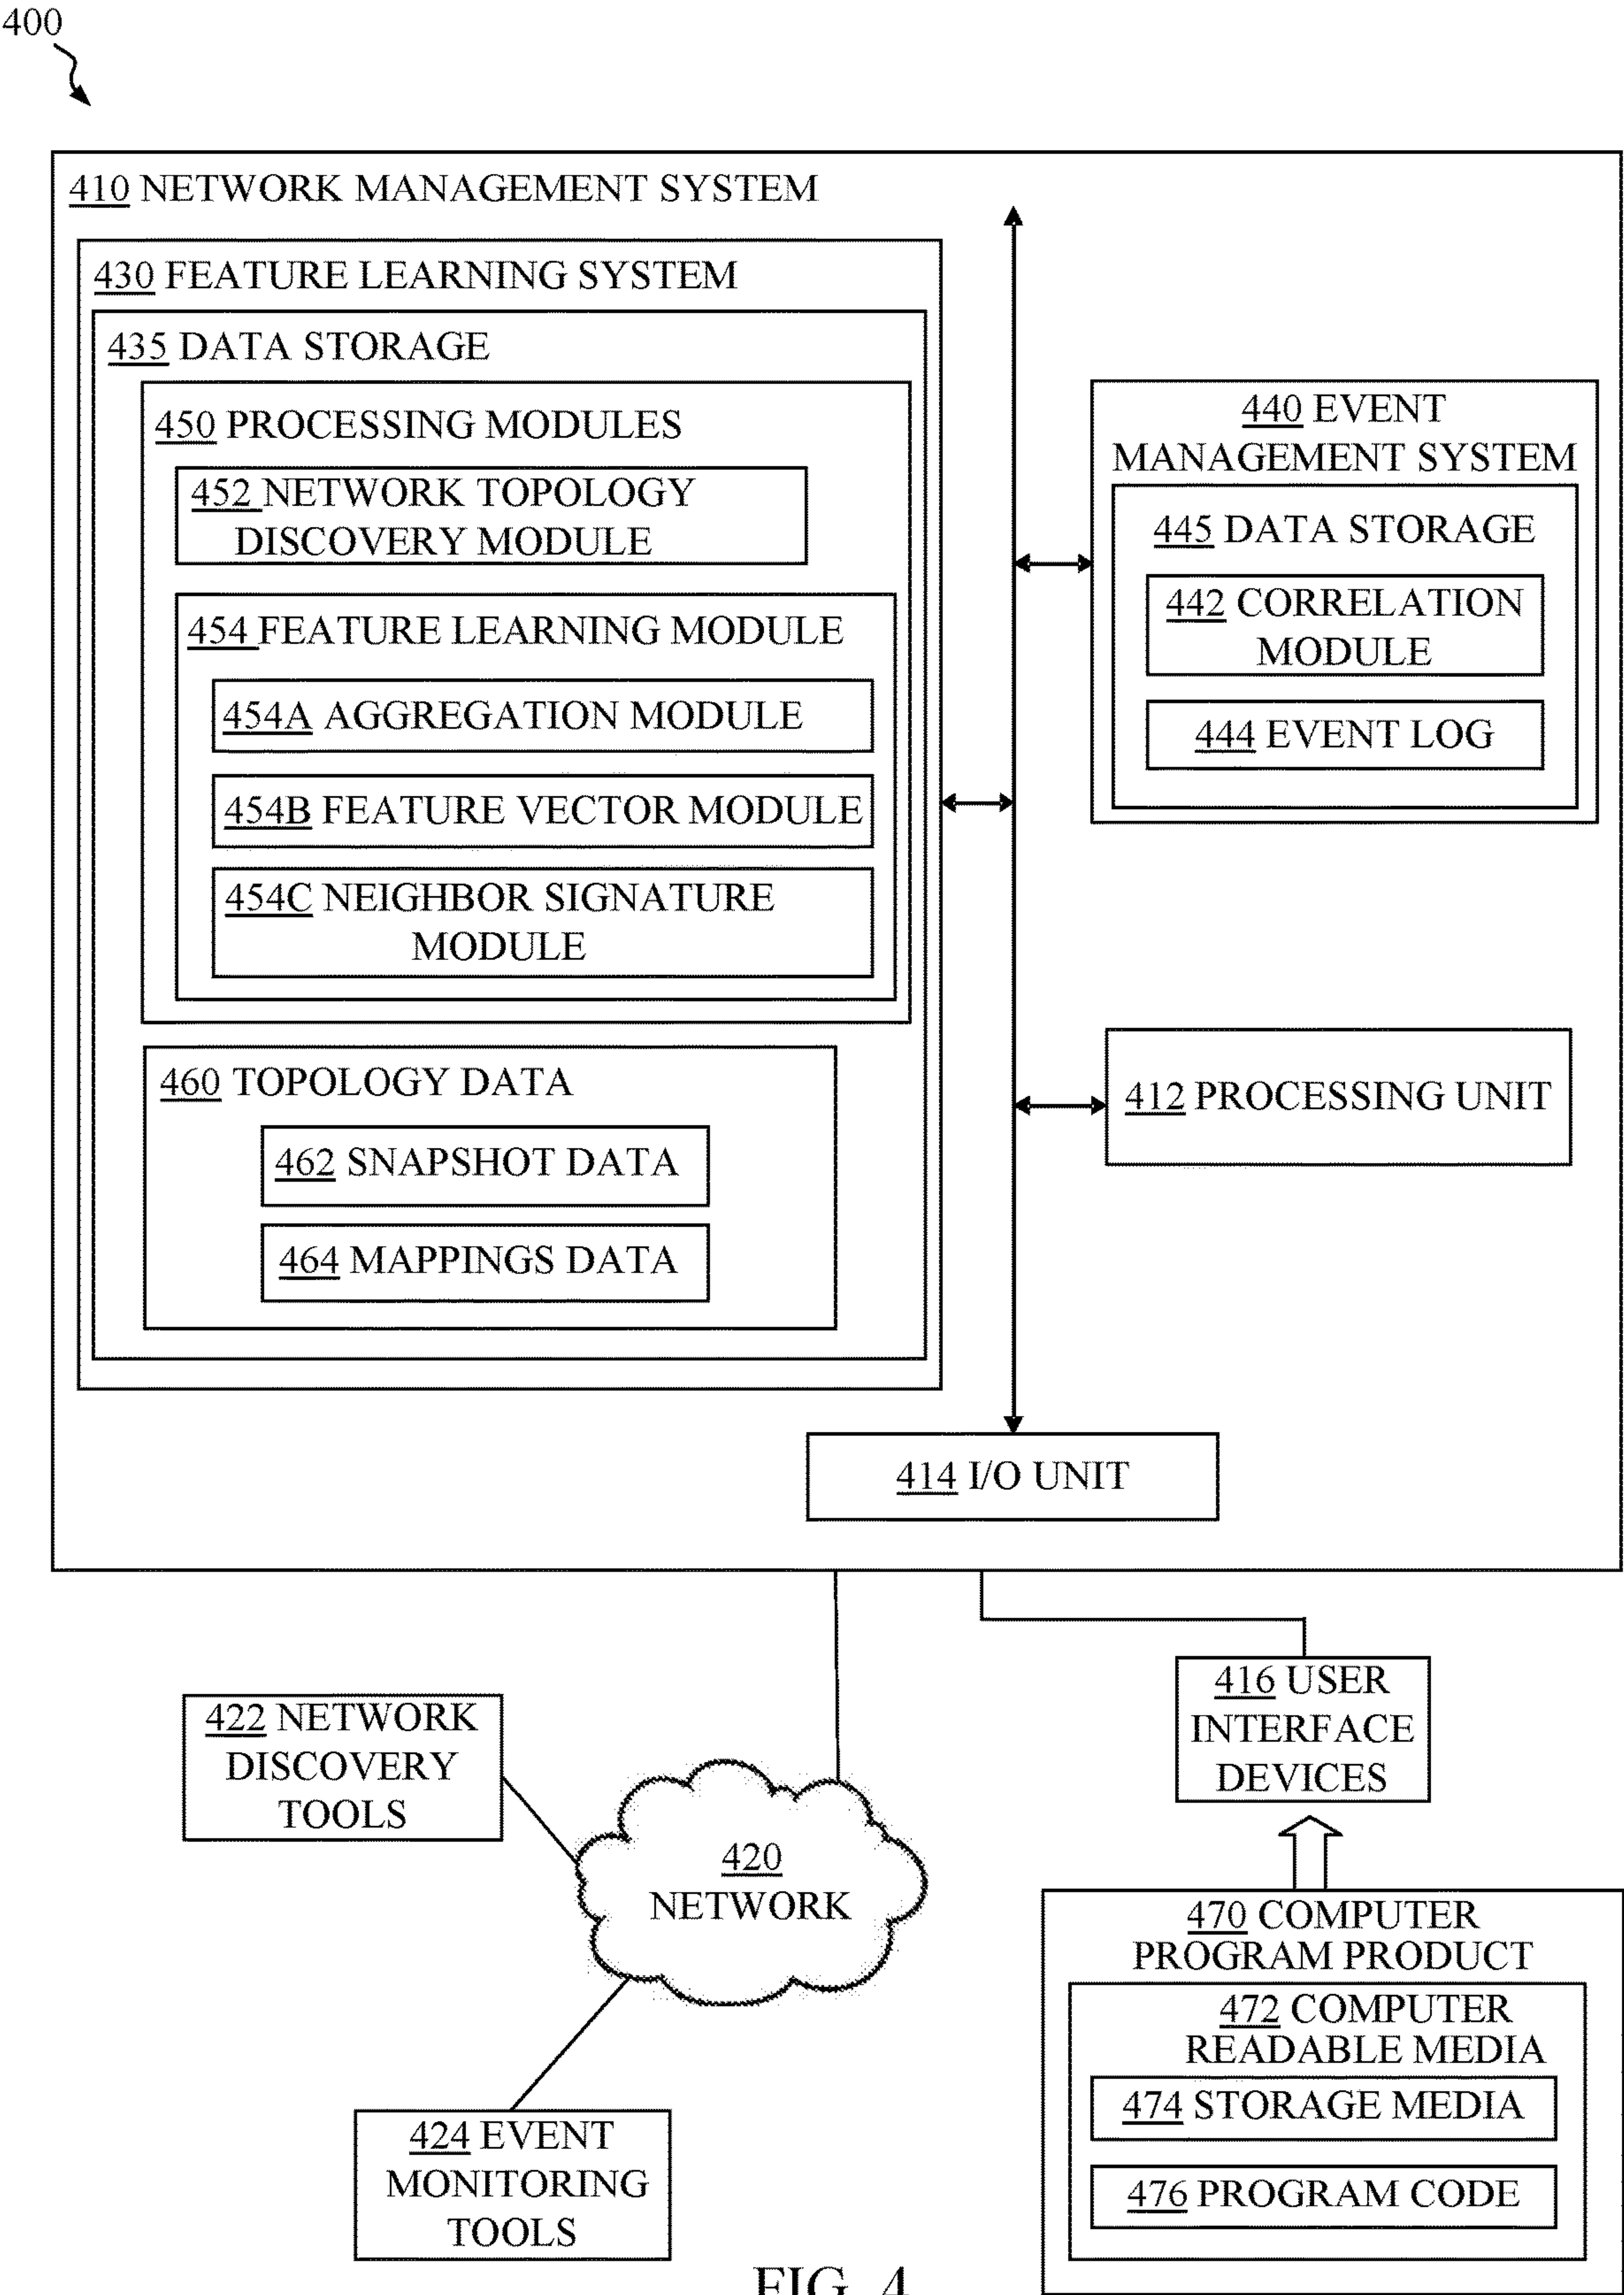 400
410 NETWORK MANAGEMENT SYSTEM
430 FEATURE LEARNING SYSTEM
435 DATA STORAGE
450 PROCESSING MODULES
452 NETWORK TOPOLOGY
DISCOVERY MODULE
454 FEATURE LEARNING MODULE
454A AGGREGATION MODULE
454B FEATURE VECTOR MODULE
454C NEIGHBOR SIGNATURE
MODULE
460 TOPOLOGY DATA
462 SNAPSHOT DATA
464 MAPPINGS DATA
440 EVENT
MANAGEMENT SYSTEM
445 DATA STORAGE
442 CORRELATION
MODULE
444 EVENT LOG
412 PROCESSING UNIT
414 I/O UNIT
416 USER
INTERFACE
DEVICES
422 NETWORK
DISCOVERY
TOOLS
420
NETWORK
424 EVENT
MONITORING
TOOLS
470 COMPUTER
PROGRAM PRODUCT
472 COMPUTER
READABLE MEDIA
474 STORAGE MEDIA
476 PROGRAM CODE
FIG. 4